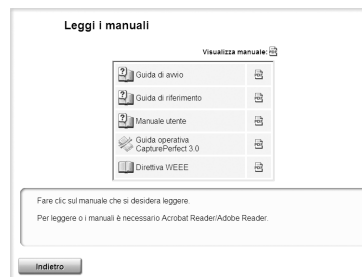 Leggi i manuali
Visualizza manuale:
Guida di avvio
Guida di riferimento
Manuale utente
Guida operativa
CapturePerfect 3.0
Direttiva WEEE
Fare clic sul manuale che si desidera leggere.
Per leggere o i manuali è necessario Acrobat Reader/Adobe Reader.
Indietro